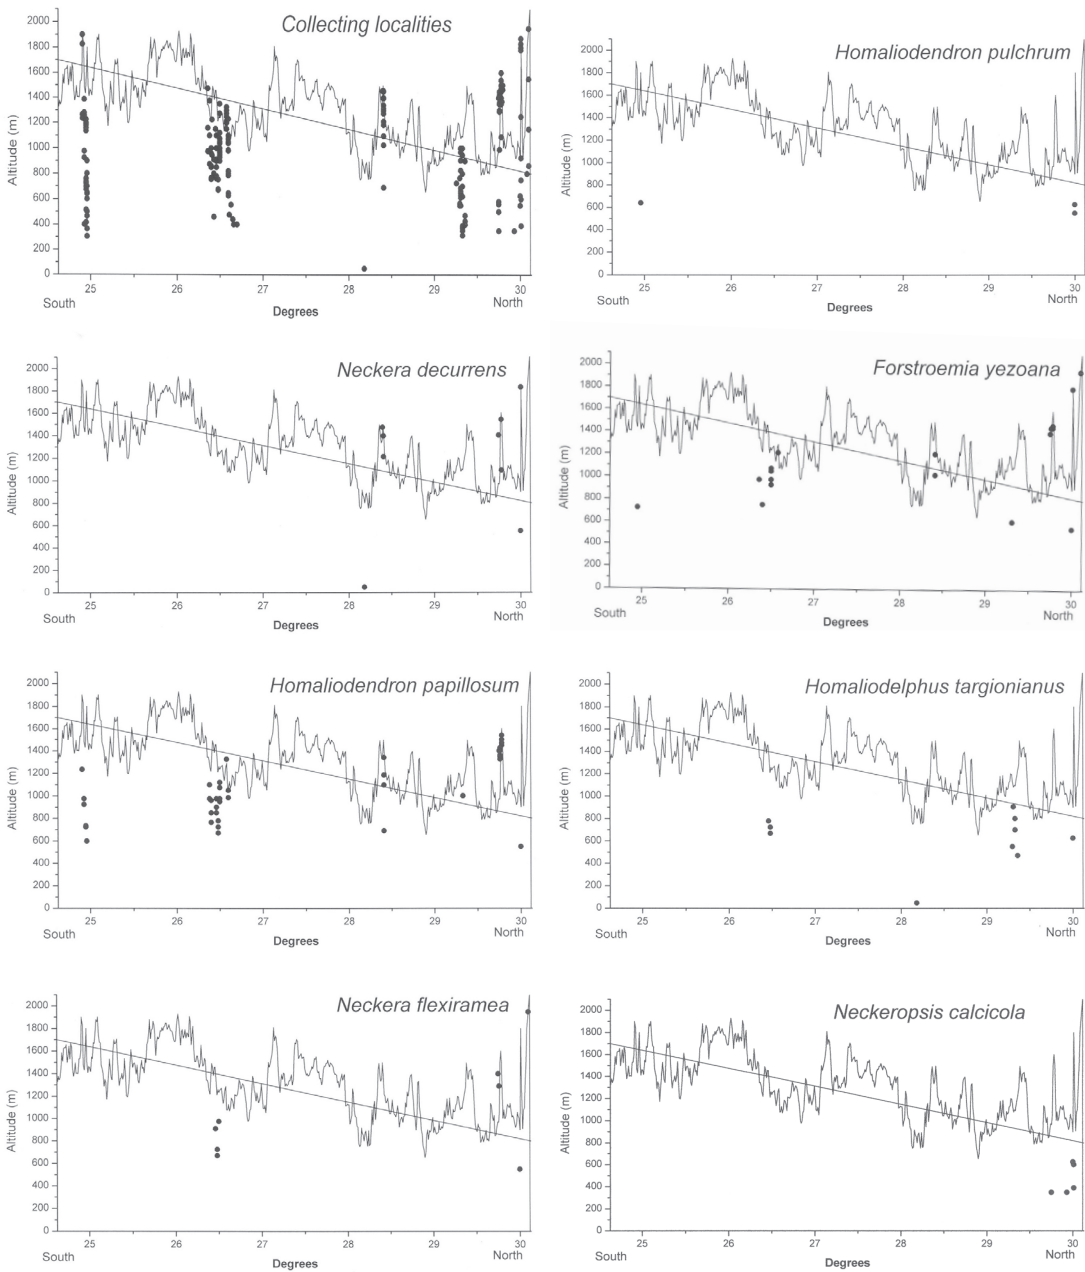 Collecting localities
Altitude (m)
2000
1800
1600
1400
1200
1000
800
600
400
200
0
25 26 27 28 29 30
South Degrees North
Homaliodendron pulchrum
Altitude (m)
2000
1800
1600
1400
1200
1000
800
600
400
200
0
25 26 27 28 29 30
South Degrees North
Neckera decurrens
Altitude (m)
2000
1800
1600
1400
1200
1000
800
600
400
200
0
25 26 27 28 29 30
South Degrees North
Forstroemia yezoana
Altitude (m)
2000
1800
1600
1400
1200
1000
800
600
400
200
0
25 26 27 28 29 30
South Degrees North
Homaliodendron papillosum
Altitude (m)
2000
1800
1600
1400
1200
1000
800
600
400
200
0
25 26 27 28 29 30
South Degrees North
Homaliodelphus targionianus
Altitude (m)
2000
1800
1600
1400
1200
1000
800
600
400
200
0
25 26 27 28 29 30
South Degrees North
Neckera flexiramea
Altitude (m)
2000
1800
1600
1400
1200
1000
800
600
400
200
0
25 26 27 28 29 30
South Degrees North
Neckeropsis calcicola
Altitude (m)
2000
1800
1600
1400
1200
1000
800
600
400
200
0
25 26 27 28 29 30
South Degrees North